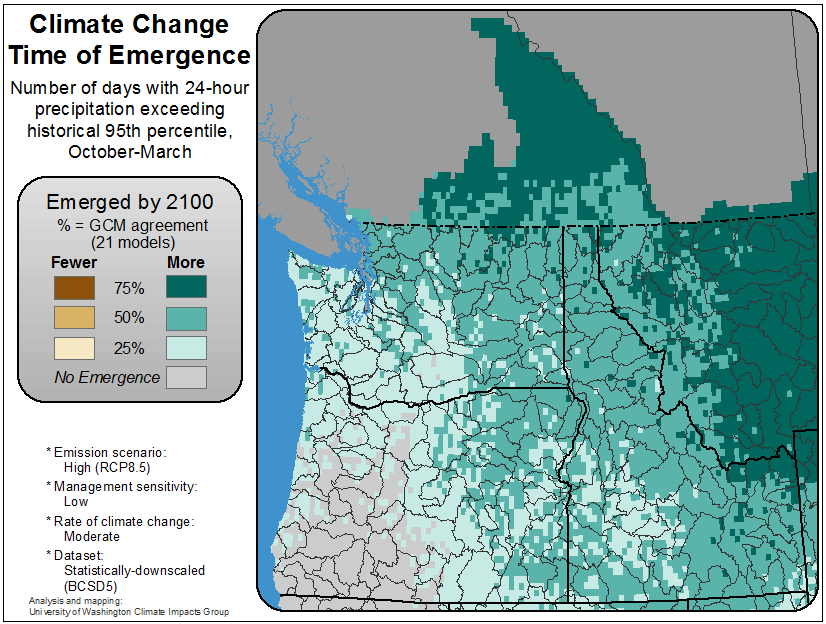 Climate Change
Time of Emergence
Number of days with 24-hour
precipitation exceeding
historical 95th percentile,
October-March
Emerged by 2100
% = GCM agreement
(21 models)
Fewer More
75%
50%
25%
No Emergence
* Emission scenario:
High (RCP8.5)
* Management sensitivity:
Low
* Rate of climate change:
Moderate
* Dataset:
Statistically-downscaled
(BCSD5)
Analysis and mapping:
University of Washington Climate Impacts Group